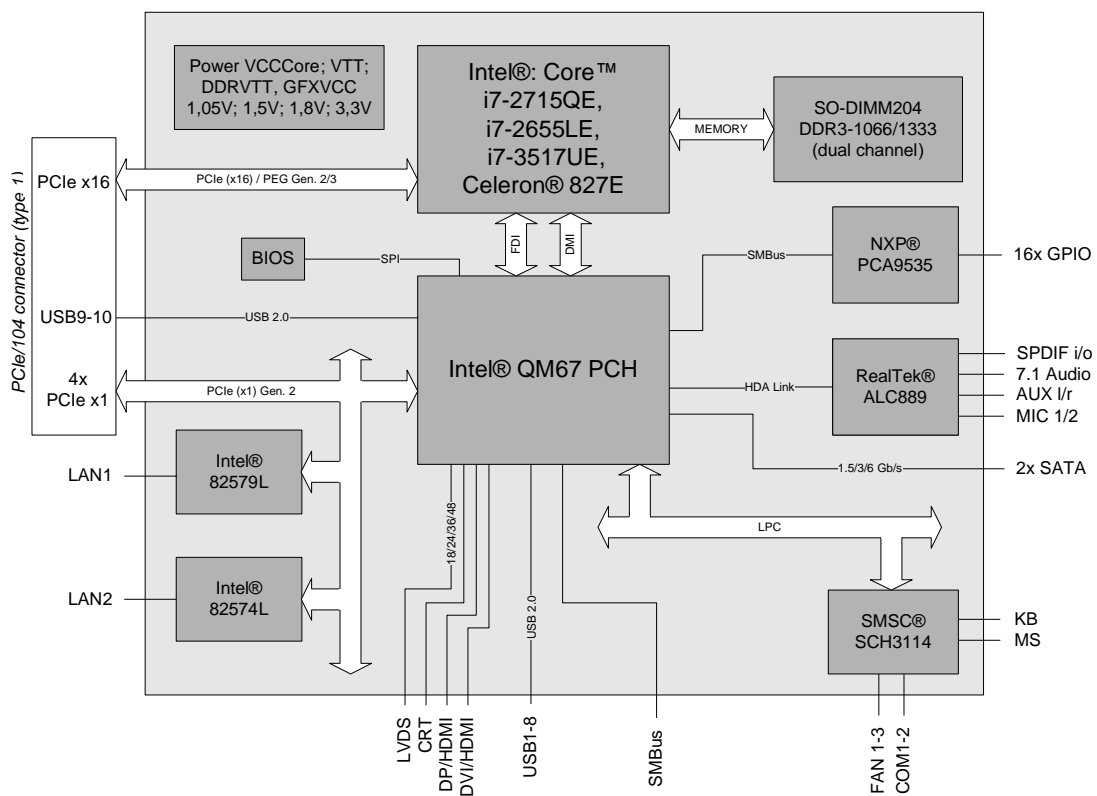 Power VCCCore; VTT;
DDRVTT, GFXVCC
1,05V; 1,5V; 1,8V; 3,3V
Intel®: Core™
i7-2715QE,
i7-2655LE,
i7-3517UE,
Celeron® 827E
MEMORY
SO-DIMM204
DDR3-1066/1333
(dual channel)
PCIe/104 connector (type 1)
PCIe x16
PCIe (x16) / PEG Gen. 2/3
FDI
DMI
BIOS
SPI
SMBus
NXP®
PCA9535
16x GPIO
USB9-10
USB 2.0
Intel® QM67 PCH
4x
PCIe x1
PCIe (x1) Gen. 2
HDA Link
RealTek®
ALC889
SPDIF i/o
7.1 Audio
AUX l/r
MIC 1/2
LAN1
Intel®
82579L
1.5/3/6 Gb/s
2x SATA
18/24/36/48
LPC
LAN2
Intel®
82574L
USB 2.0
SMSC®
SCH3114
KB
MS
LVDS
CRT
DP/HDMI
DVI/HDMI
USB1-8
SMBus
FAN 1-3
COM1-2